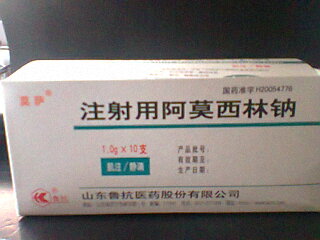 国药准字H20054776
注射用阿莫西林钠
1.0g×10支
肌注/静滴
产品批号:
有效期至:
生产日期:
鲁抗
山东鲁抗医药股份有限公司